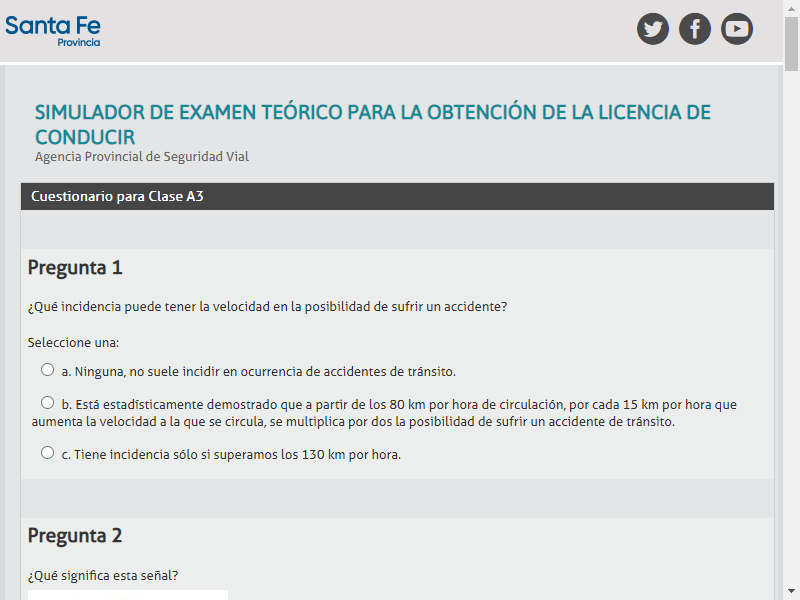 Santa Fe
Provincia
SIMULADOR DE EXAMEN TEÓRICO PARA LA OBTENCIÓN DE LA LICENCIA DE
CONDUCIR
Agencia Provincial de Seguridad Vial
Cuestionario para Clase A3
Pregunta 1
¿Qué incidencia puede tener la velocidad en la posibilidad de sufrir un accidente?
Seleccione una:
a. Ninguna, no suele incidir en ocurrencia de accidentes de tránsito.
b. Está estadísticamente demostrado que a partir de los 80 km por hora de circulación, por cada 15 km por hora que
aumenta la velocidad a la que se circula, se multiplica por dos la posibilidad de sufrir un accidente de tránsito.
c. Tiene incidencia sólo si superamos los 130 km por hora.
Pregunta 2
¿Qué significa esta señal?